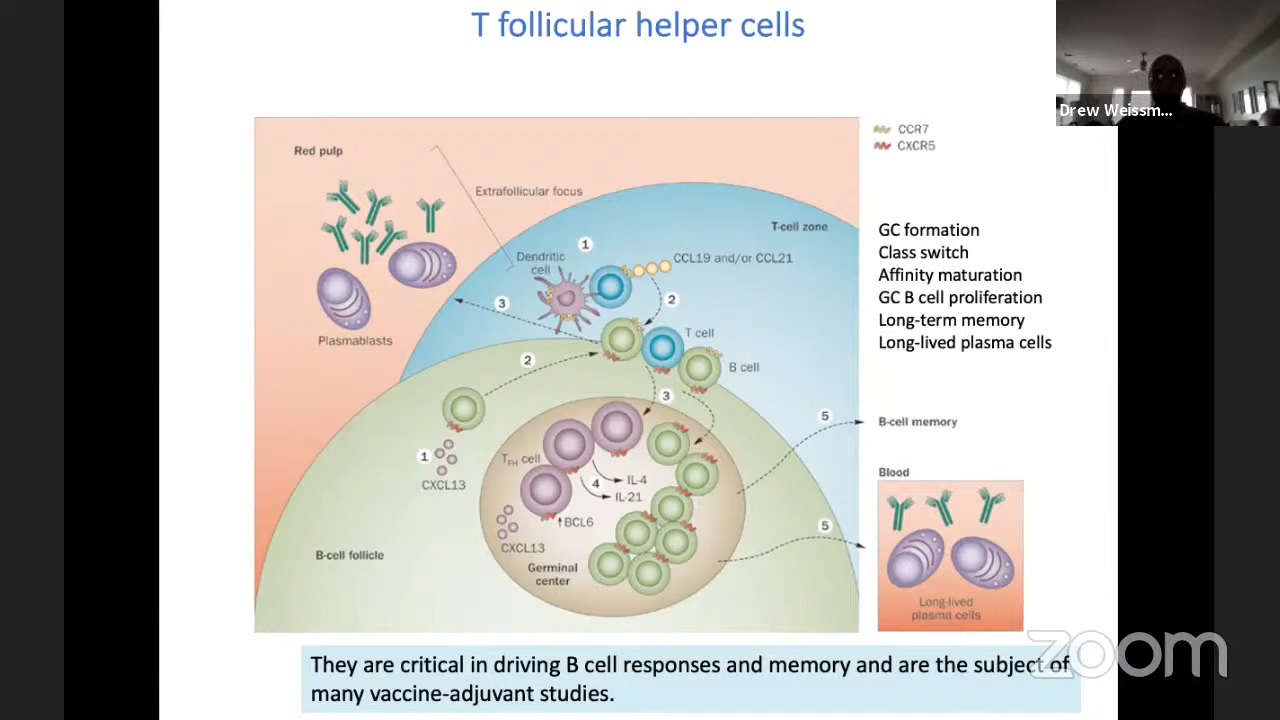 T follicular helper cells
Drew Weissm...
CCR7
CXCR5
Red pulp
Extrafollicular focus
T-cell zone
1
Dendritic
cell
CCL19 and/or CCL21
2
3
T cell
Plasmablasts
B cell
2
3
1
CXCL13
TFH cell
4
IL-4
IL-21
↑BCL6
CXCL13
Germinal
center
B-cell follicle
5
5
GC formation
Class switch
Affinity maturation
GC B cell proliferation
Long-term memory
Long-lived plasma cells
B-cell memory
Blood
Long-lived
plasma cells
They are critical in driving B cell responses and memory and are the subject of
many vaccine-adjuvant studies.
zoom